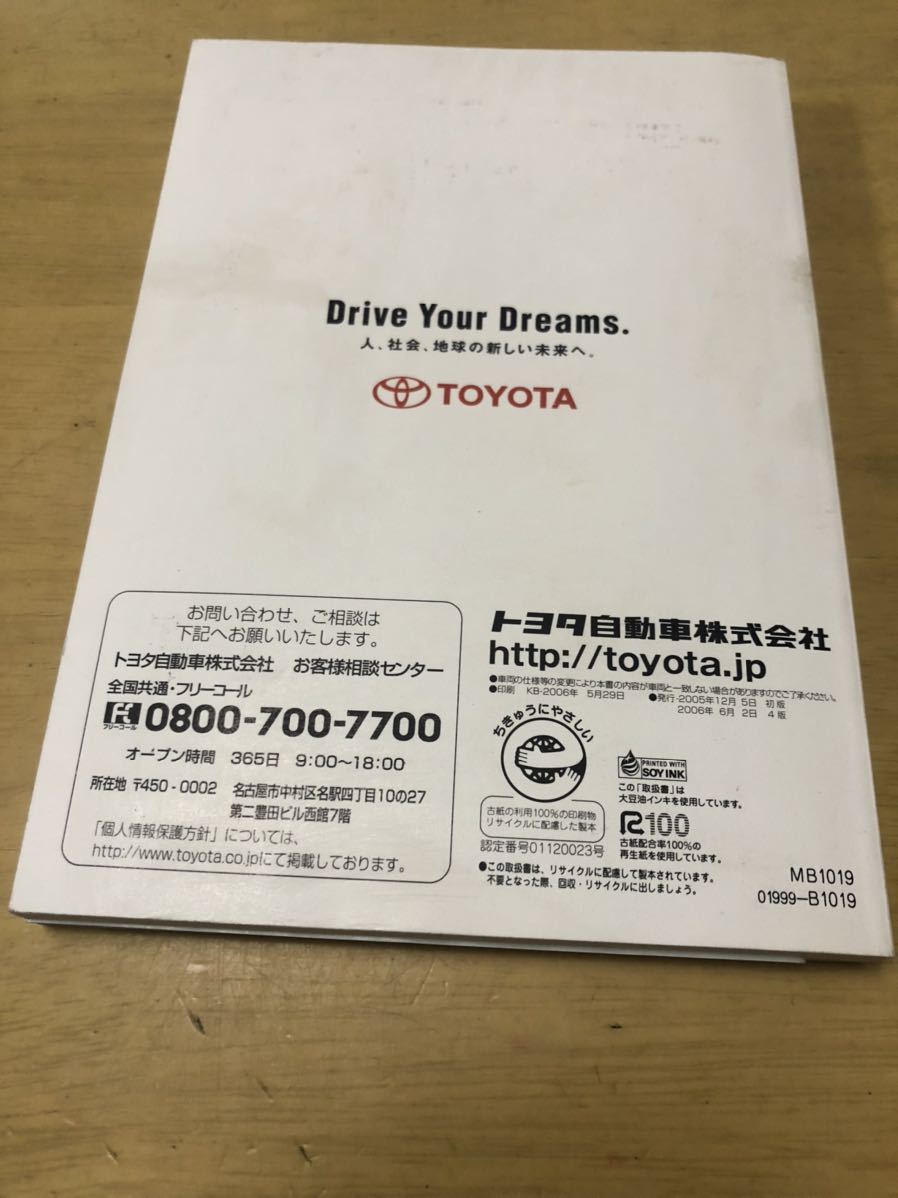 Drive Your Dreams.
人、社会、地球の新しい未来へ。
TOYOTA
お問い合わせ、ご相談は
下記へお願いいたします。
トヨタ自動車株式会社 お客様相談センター
全国共通・フリーコール
フリーコール 0800-700-7700
オープン時間 365日 9:00～18:00
所在地 〒450-0002 名古屋市中村区名駅四丁目10の27
第二豊田ビル西館7階
「個人情報保護方針」については、
http://www.toyota.co.jpにて掲載しております。
トヨタ自動車株式会社
http://toyota.jp
●車両の仕様等の変更により本書の内容が車両と一致しない場合がありますのでご了承ください。
●印刷 KB-2006年 5月29日 ●発行-2005年12月 5日 初版
2006年 6月 2日 4版
ちきゅうにやさしい
古紙の利用100%の印刷物
リサイクルに配慮した製本
認定番号01120023号
PRINTED WITH
SOY INK
この「取扱書」は
大豆油インキを使用しています。
R100
古紙配合率100%の
再生紙を使用しています。
●この取扱書は、リサイクルに配慮して製本されています。
不要となった際、回収・リサイクルに出しましょう。
MB1019
01999-B1019